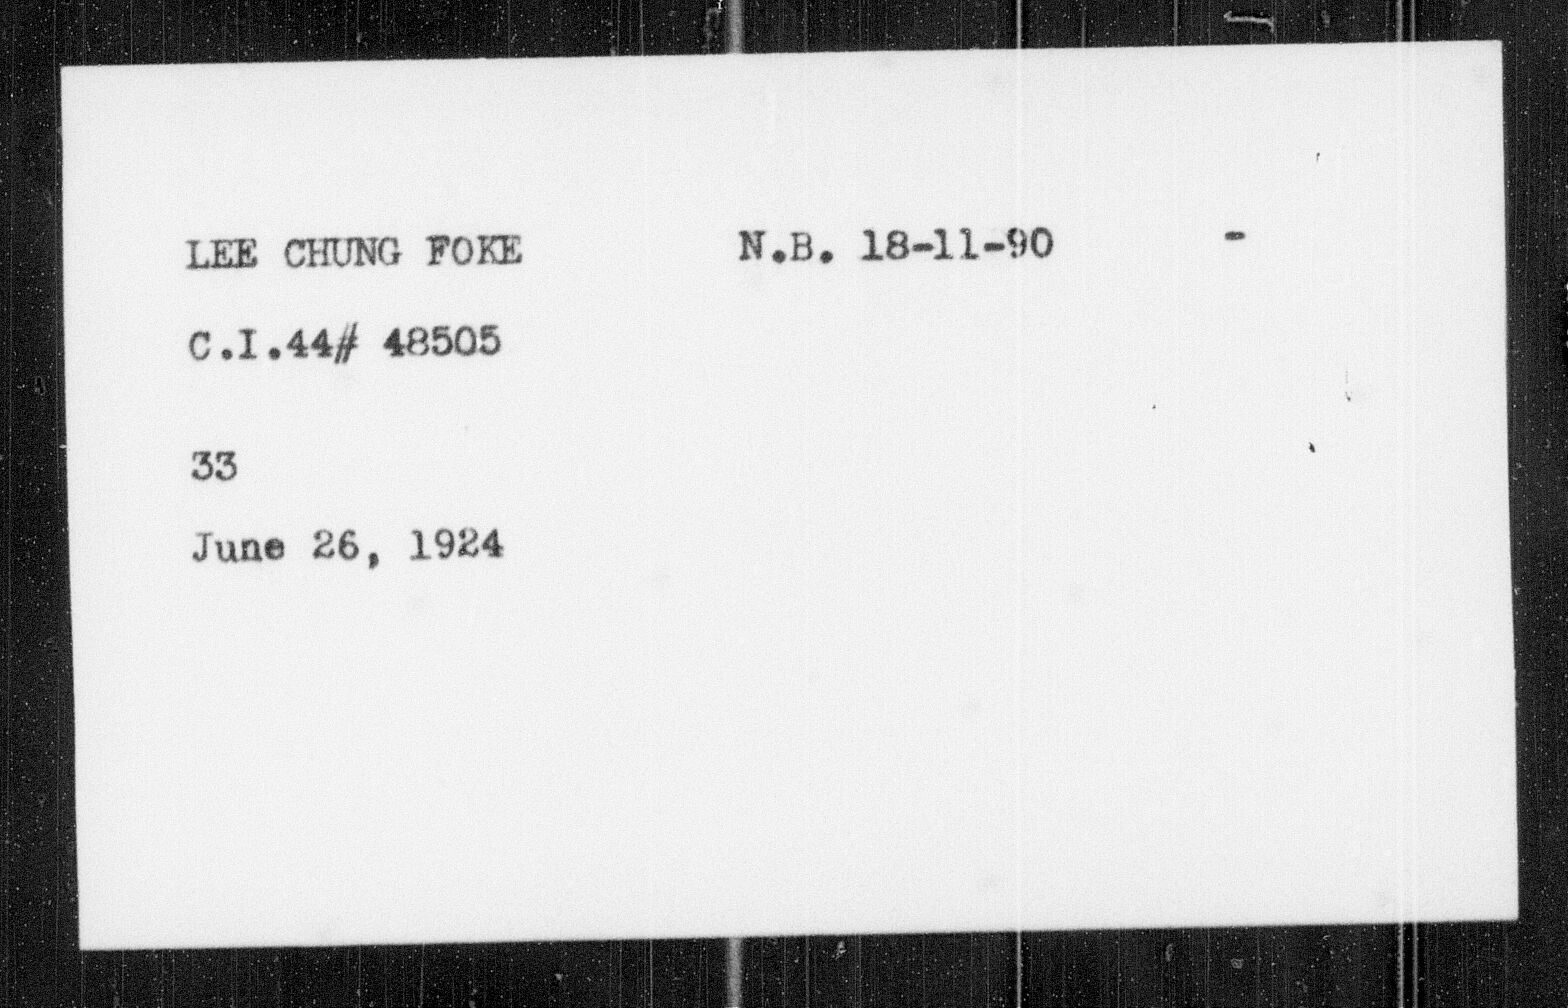 LEE CHUNG FOKE N.B. 18-11-90 -
C.I.44# 48505
33
June 26, 1924